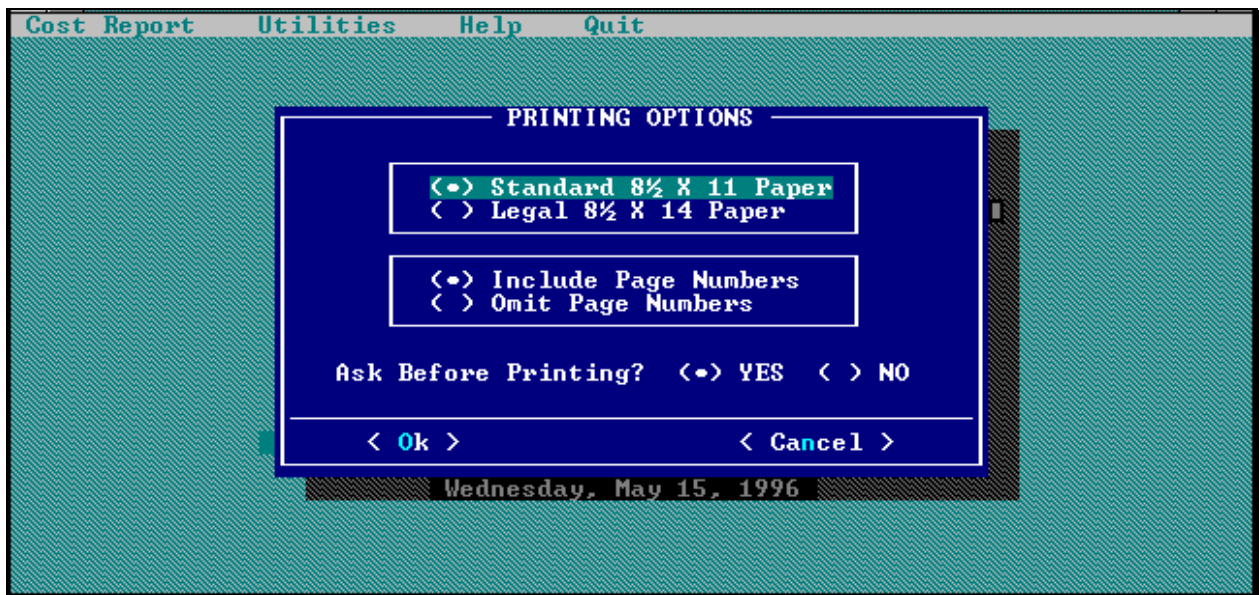 Cost Report Utilities Help Quit
PRINTING OPTIONS
(•) Standard 8½ X 11 Paper
( ) Legal 8½ X 14 Paper
(•) Include Page Numbers
( ) Omit Page Numbers
Ask Before Printing? (•) YES ( ) NO
< Ok > < Cancel >
Wednesday, May 15, 1996